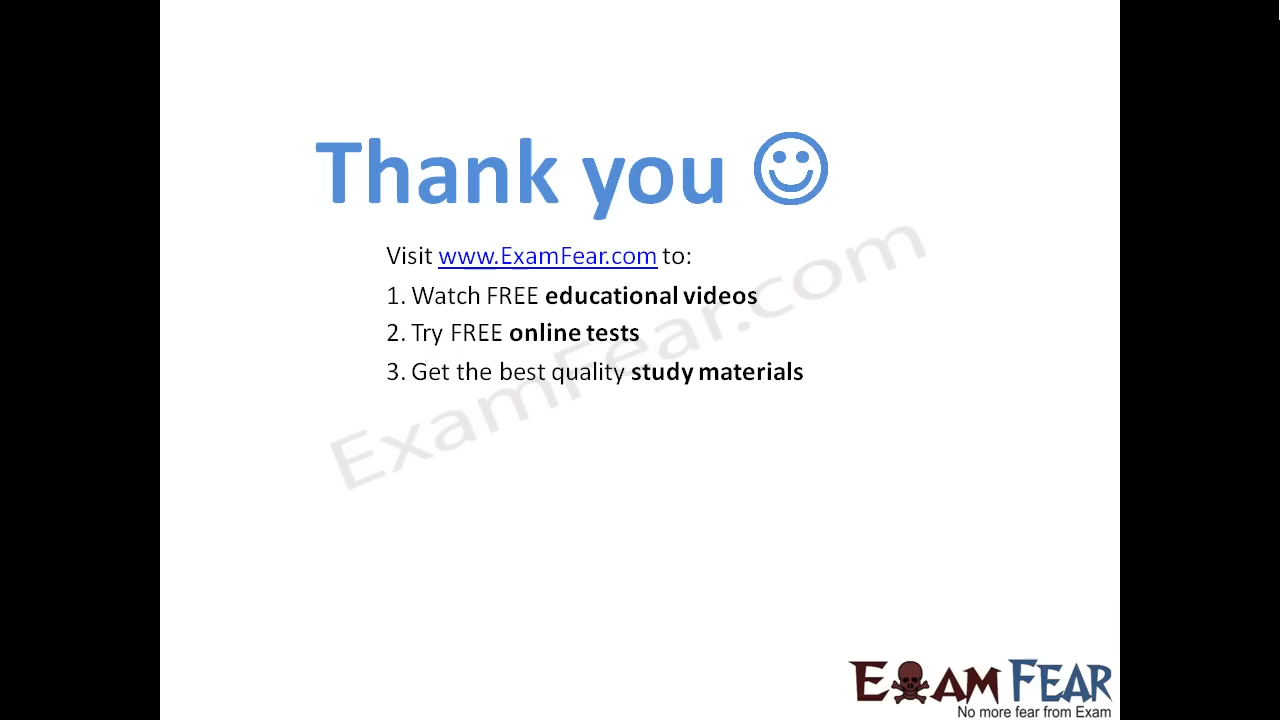 Thank you ☺
Visit www.ExamFear.com to:
1. Watch FREE educational videos
2. Try FREE online tests
3. Get the best quality study materials
ExamFear.com
EXAM FEAR
No more fear from Exam